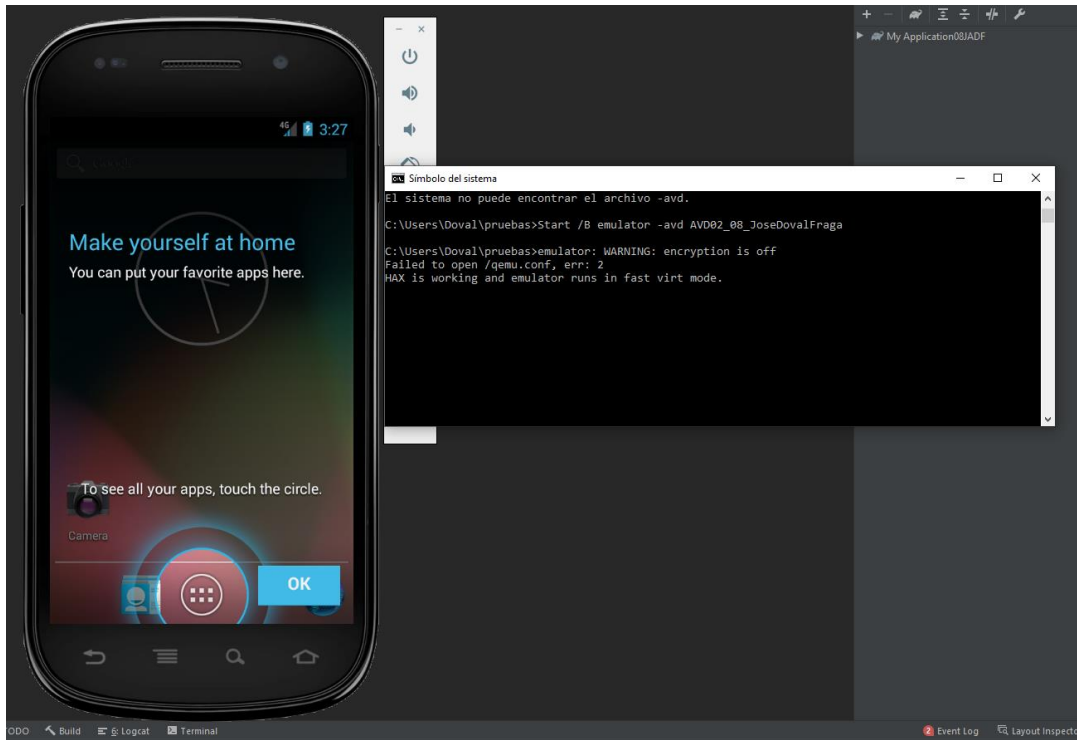 My Application08JADF
4G 3:27
Make yourself at home
You can put your favorite apps here.
To see all your apps, touch the circle.
Camera
OK
Símbolo del sistema
El sistema no puede encontrar el archivo -avd.
C:\Users\Doval\pruebas>Start /B emulator -avd AVD02_08_JoseDovalFraga
C:\Users\Doval\pruebas>emulator: WARNING: encryption is off
Failed to open /qemu.conf, err: 2
HAX is working and emulator runs in fast virt mode.
ODO Build 6: Logcat Terminal 2 Event Log Layout Inspecto